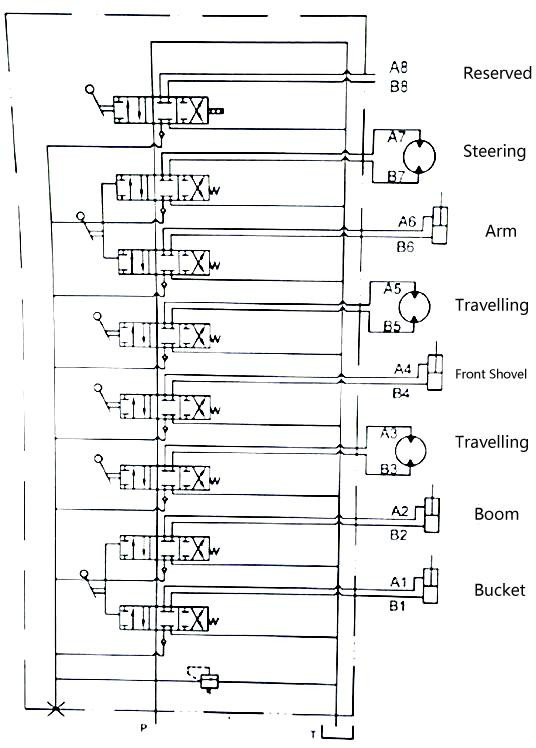 A8 Reserved
B8
A7
Steering
B7
A6
Arm
B6
A5
Travelling
B5
A4
Front Shovel
B4
A3
Travelling
B3
A2
Boom
B2
A1
Bucket
B1
P T